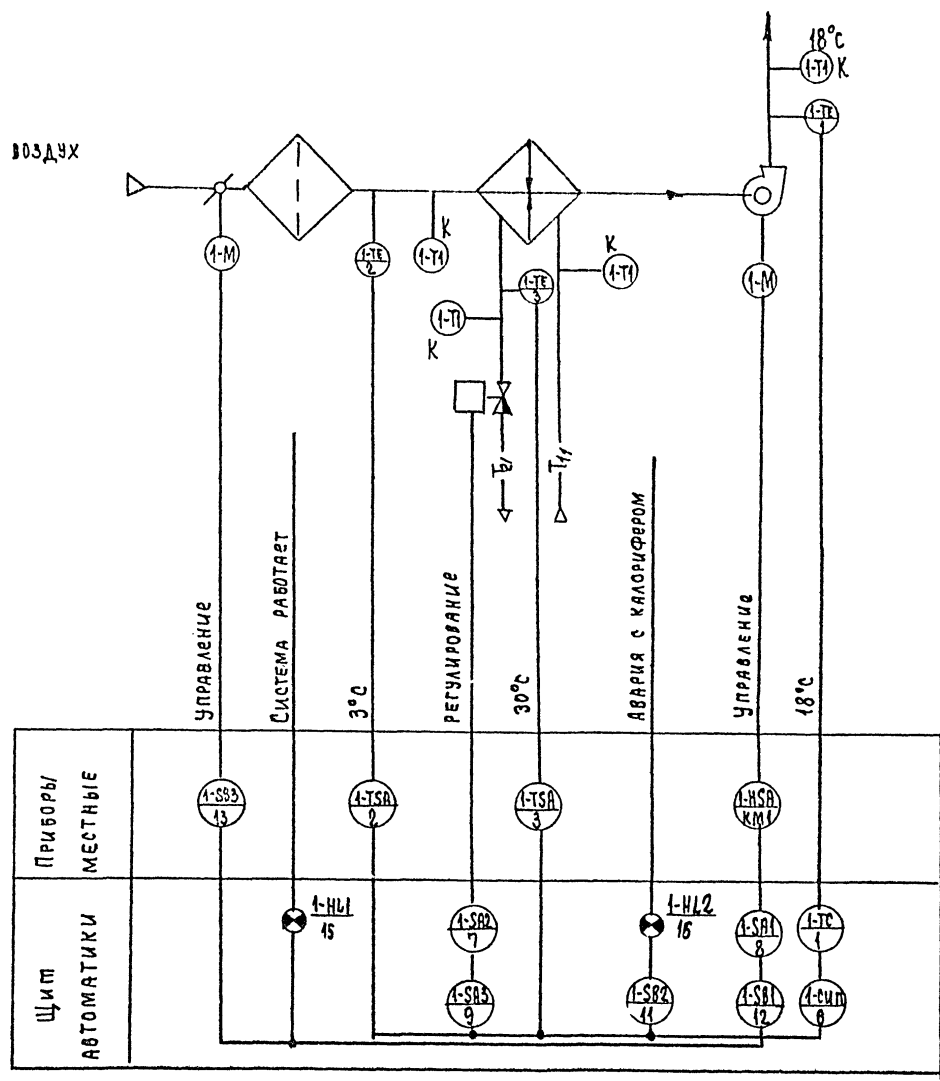 18°С
1-Т1 К
1-ТЕ
1
ВОЗДУХ
1-М
1-ТЕ
2
К
1-Т1
К
1-Т1
1-ТЕ
3
1-М
1-Т1
К
Т11
УПРАВЛЕНИЕ
СИСТЕМА РАБОТАЕТ
3°С
РЕГУЛИРОВАНИЕ
30°С
АВАРИЯ С КАЛОРИФЕРОМ
УПРАВЛЕНИЕ
18°С
ПРИБОРЫ
МЕСТНЫЕ
1-SB3
13
1-TSA
2
1-TSA
3
1-HSA
КМ1
ЩИТ
АВТОМАТИКИ
1-HL1
15
1-SA2
7
1-SA3
9
1-HL2
16
1-SB2
11
1-SA1
8
1-SB1
12
1-TC
1
1-СИП
6